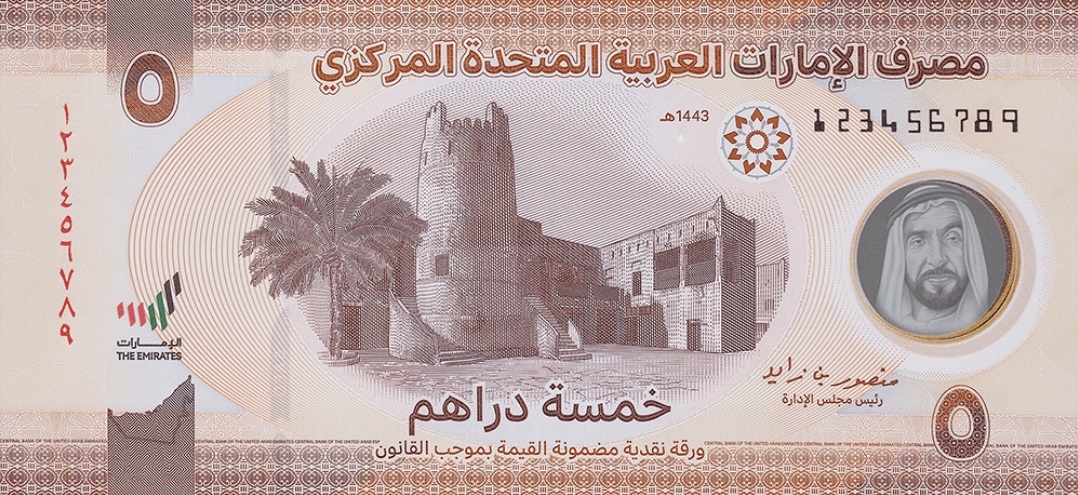 مصرف الإمارات العربية المتحدة المركزي
٥
1443هـ
123456789
١٢٣٤٥٦٧٨٩
الإمارات
THE EMIRATES
منصور بن زايد
رئيس مجلس الإدارة
خمسة دراهم
٥
CENTRAL BANK OF THE UNITED ARAB EMIRATES CENTRAL BANK OF THE UNITED ARAB EMIRATES CENTRAL BANK OF THE UNITED ARAB EM
ورقة نقدية مضمونة القيمة بموجب القانون